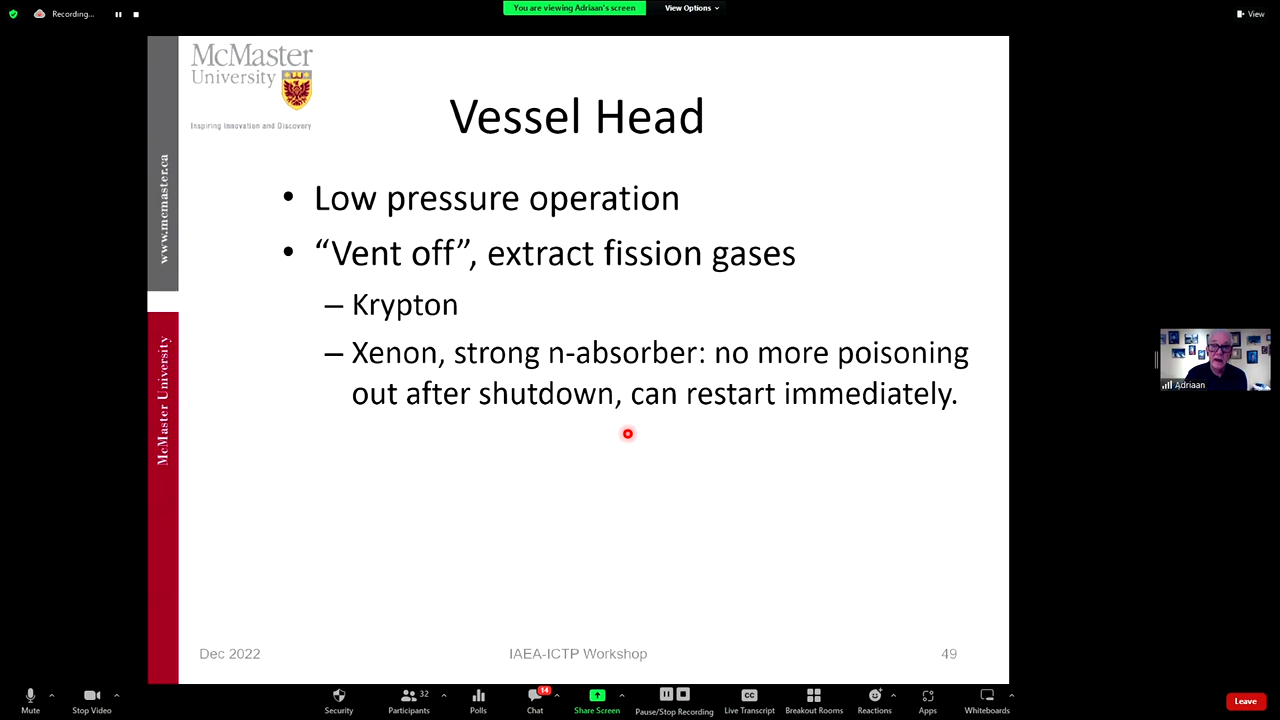 Recording...
You are viewing Adriaan's screen
View Options
View
McMaster
University
Inspiring Innovation and Discovery
www.mcmaster.ca
McMaster University
Vessel Head
• Low pressure operation
• “Vent off”, extract fission gases
– Krypton
– Xenon, strong n-absorber: no more poisoning
out after shutdown, can restart immediately.
Dec 2022
IAEA-ICTP Workshop
49
Adriaan
Mute
Stop Video
Security
32
Participants
Polls
14
Chat
Share Screen
Pause/Stop Recording
CC
Live Transcript
Breakout Rooms
Reactions
Apps
Whiteboards
Leave